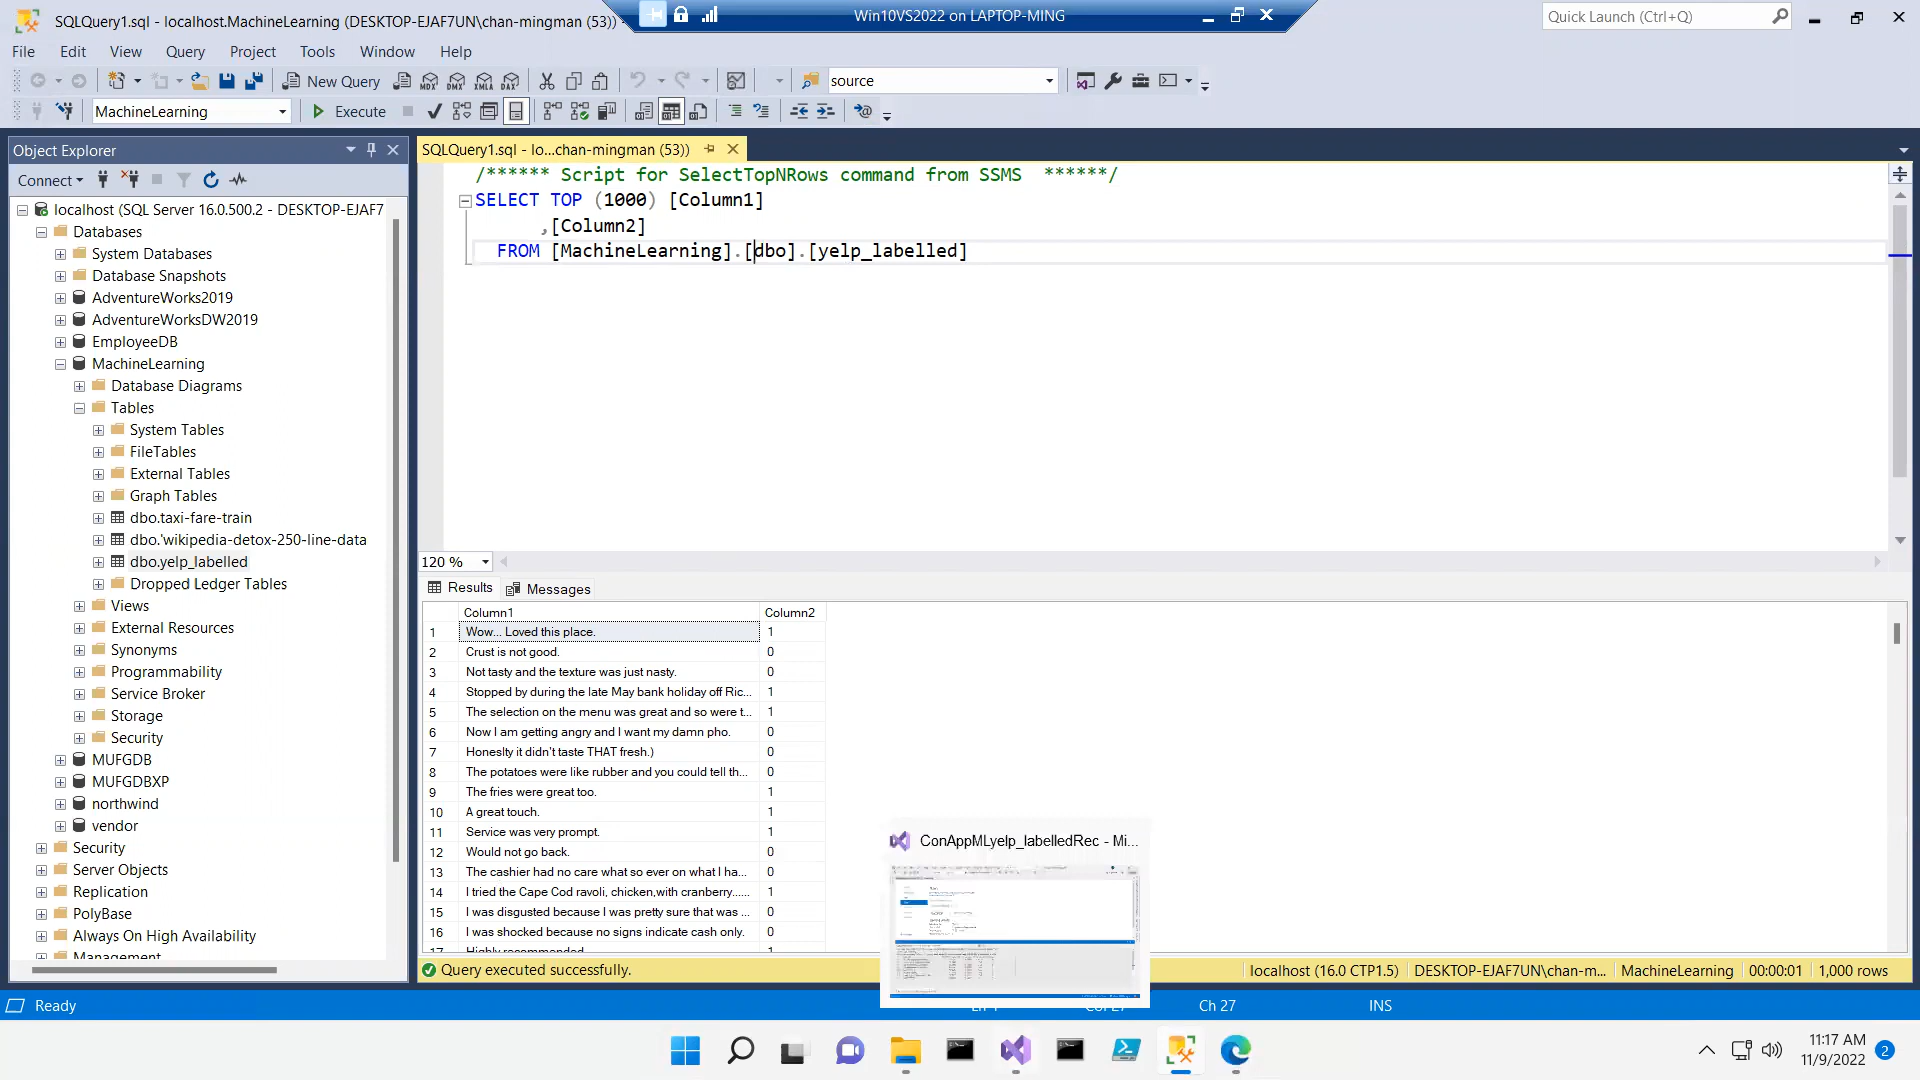 SQLQuery1.sql - localhost.MachineLearning (DESKTOP-EJAF7UN\chan-mingman (53))
Win10VS2022 on LAPTOP-MING
Quick Launch (Ctrl+Q)
File Edit View Query Project Tools Window Help
New Query
MDX DMX XMLA DAX
source
MachineLearning
Execute
Object Explorer
SQLQuery1.sql - lo...chan-mingman (53))
Connect
localhost (SQL Server 16.0.500.2 - DESKTOP-EJAF7
Databases
System Databases
Database Snapshots
AdventureWorks2019
AdventureWorksDW2019
EmployeeDB
MachineLearning
Database Diagrams
Tables
System Tables
FileTables
External Tables
Graph Tables
dbo.taxi-fare-train
dbo.'wikipedia-detox-250-line-data
dbo.yelp_labelled
Dropped Ledger Tables
Views
External Resources
Synonyms
Programmability
Service Broker
Storage
Security
MUFGDB
MUFGDBXP
northwind
vendor
Security
Server Objects
Replication
PolyBase
Always On High Availability
Management
/****** Script for SelectTopNRows command from SSMS ******/
SELECT TOP (1000) [Column1]
,[Column2]
FROM [MachineLearning].[dbo].[yelp_labelled]
120 %
Results Messages
Column1 Column2
1 Wow... Loved this place. 1
2 Crust is not good. 0
3 Not tasty and the texture was just nasty. 0
4 Stopped by during the late May bank holiday off Ric... 1
5 The selection on the menu was great and so were t... 1
6 Now I am getting angry and I want my damn pho. 0
7 Honeslty it didn't taste THAT fresh.) 0
8 The potatoes were like rubber and you could tell th... 0
9 The fries were great too. 1
10 A great touch. 1
11 Service was very prompt. 1
12 Would not go back. 0
13 The cashier had no care what so ever on what I ha... 0
14 I tried the Cape Cod ravoli, chicken,with cranberry...... 1
15 I was disgusted because I was pretty sure that was ... 0
16 I was shocked because no signs indicate cash only. 0
17 Highly recommended. 1
ConAppMLyelp_labelledRec - Mi...
Query executed successfully.
localhost (16.0 CTP1.5) DESKTOP-EJAF7UN\chan-m... MachineLearning 00:00:01 1,000 rows
Ready
Ch 27
INS
11:17 AM
11/9/2022
2